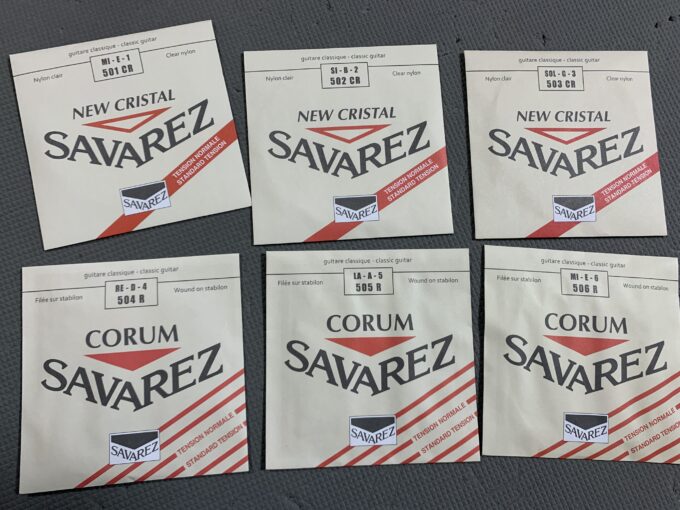 guitare classique - classic guitar
MI - E - 1
501 CR
Nylon clair
Clear nylon
NEW CRISTAL
SAVAREZ
TENSION NORMALE
STANDARD TENSION
SAVAREZ
guitare classique - classic guitar
SI - B - 2
502 CR
Nylon clair
Clear nylon
NEW CRISTAL
SAVAREZ
TENSION NORMALE
STANDARD TENSION
SAVAREZ
guitare classique - classic guitar
SOL - G - 3
503 CR
Nylon clair
Clear nylon
NEW CRISTAL
SAVAREZ
TENSION NORMALE
STANDARD TENSION
SAVAREZ
guitare classique - classic guitar
RE - D - 4
504 R
Filée sur stabilon
Wound on stabilon
CORUM
SAVAREZ
TENSION NORMALE
STANDARD TENSION
SAVAREZ
guitare classique - classic guitar
LA - A - 5
505 R
Filée sur stabilon
Wound on stabilon
CORUM
SAVAREZ
TENSION NORMALE
STANDARD TENSION
SAVAREZ
guitare classique - classic guitar
MI - E - 6
506 R
Filée sur stabilon
Wound on stabilon
CORUM
SAVAREZ
TENSION NORMALE
STANDARD TENSION
SAVAREZ